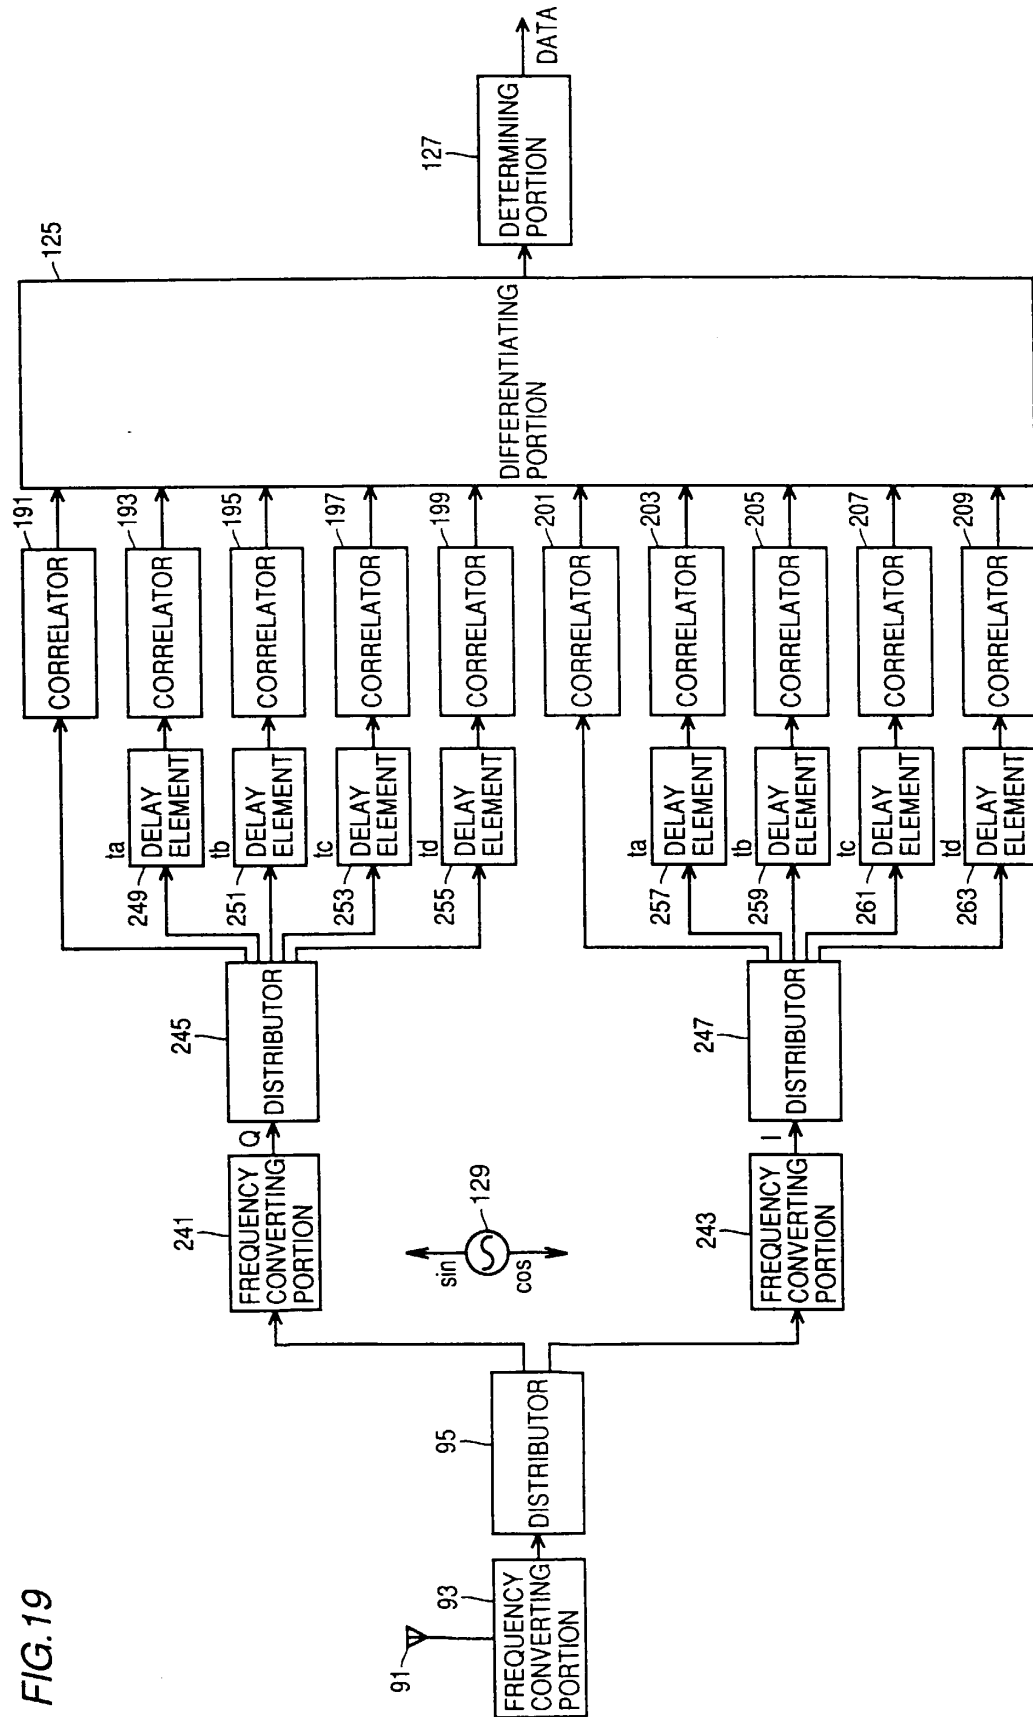 FIG.19
91
93
FREQUENCY
CONVERTING
PORTION
95
DISTRIBUTOR
241
FREQUENCY
CONVERTING
PORTION
Q
sin
129
cos
243
FREQUENCY
CONVERTING
PORTION
I
245
DISTRIBUTOR
247
DISTRIBUTOR
249
ta
DELAY
ELEMENT
251
tb
DELAY
ELEMENT
253
tc
DELAY
ELEMENT
255
td
DELAY
ELEMENT
257
ta
DELAY
ELEMENT
259
tb
DELAY
ELEMENT
261
tc
DELAY
ELEMENT
263
td
DELAY
ELEMENT
191
CORRELATOR
193
CORRELATOR
195
CORRELATOR
197
CORRELATOR
199
CORRELATOR
201
CORRELATOR
203
CORRELATOR
205
CORRELATOR
207
CORRELATOR
209
CORRELATOR
125
DIFFERENTIATING
PORTION
127
DETERMINING
PORTION
DATA